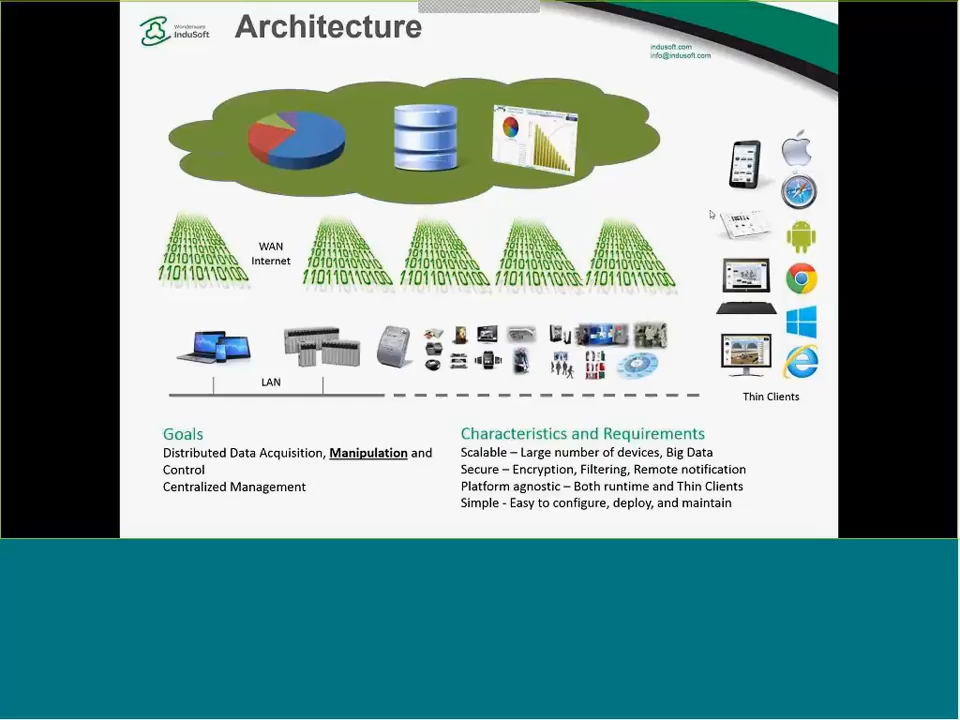 Wonderware
InduSoft
Architecture
indusoft.com
info@indusoft.com
WAN
Internet
1011011010100
LAN
Thin Clients
Goals
Distributed Data Acquisition, Manipulation and
Control
Centralized Management
Characteristics and Requirements
Scalable – Large number of devices, Big Data
Secure – Encryption, Filtering, Remote notification
Platform agnostic – Both runtime and Thin Clients
Simple - Easy to configure, deploy, and maintain